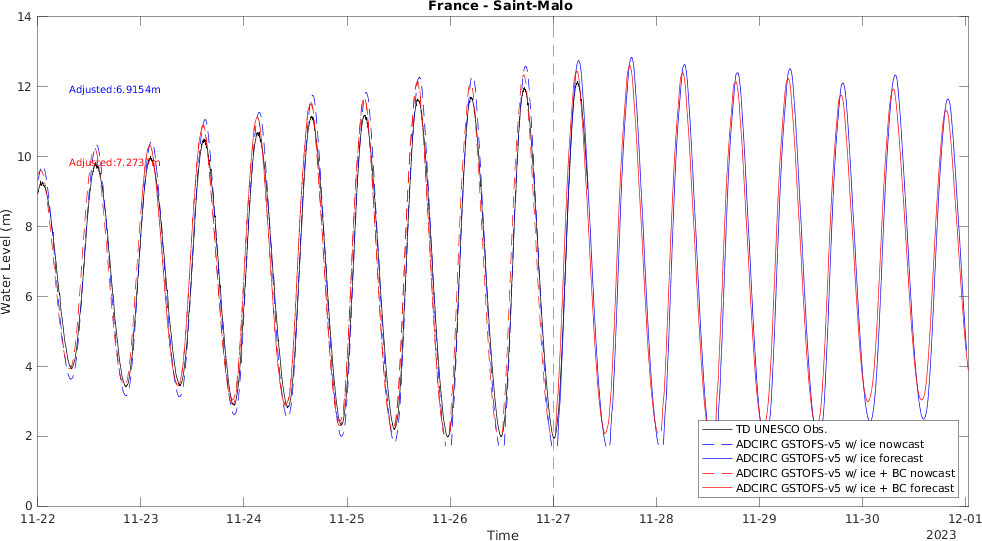 France - Saint-Malo
14
12
10
8
6
4
2
0
Water Level (m)
Adjusted:6.9154m
Adjusted:7.273 m
TD UNESCO Obs.
ADCIRC GSTOFS-v5 w/ ice nowcast
ADCIRC GSTOFS-v5 w/ ice forecast
ADCIRC GSTOFS-v5 w/ ice + BC nowcast
ADCIRC GSTOFS-v5 w/ ice + BC forecast
11-22 11-23 11-24 11-25 11-26 11-27 11-28 11-29 11-30 12-01
Time
2023